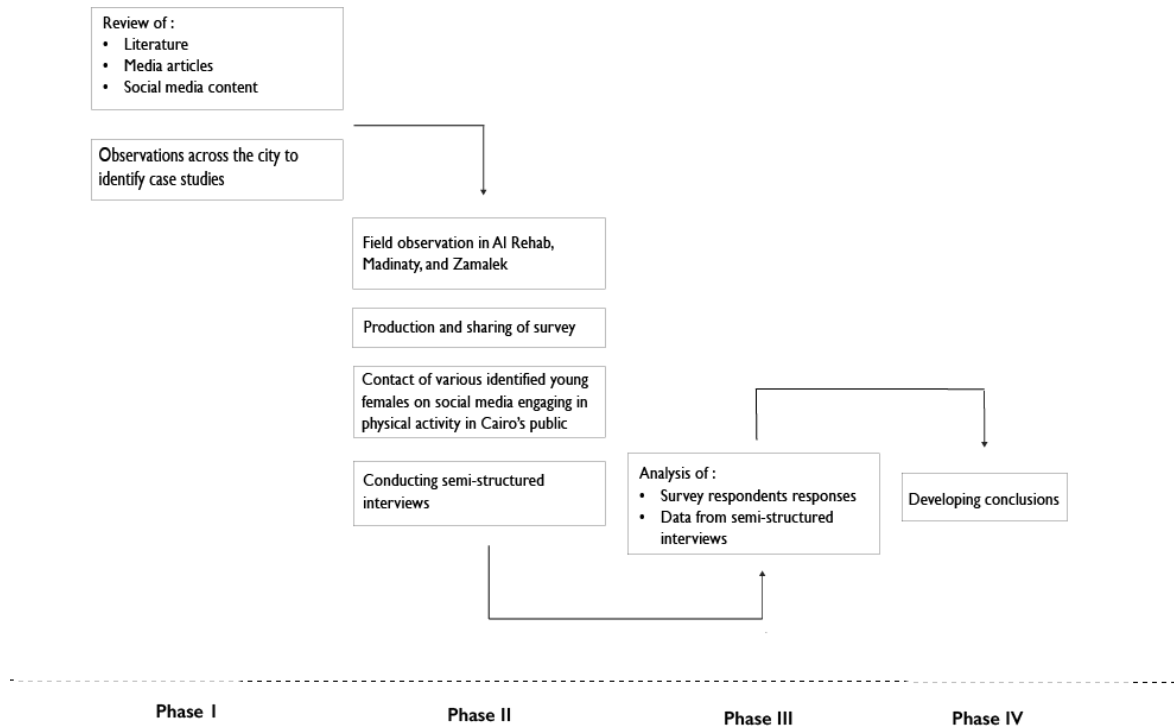 Review of :
• Literature
• Media articles
• Social media content
Observations across the city to
identify case studies
Field observation in Al Rehab,
Madinaty, and Zamalek
Production and sharing of survey
Contact of various identified young
females on social media engaging in
physical activity in Cairo's public
Conducting semi-structured
interviews
Analysis of :
• Survey respondents responses
• Data from semi-structured
interviews
Developing conclusions
Phase I
Phase II
Phase III
Phase IV